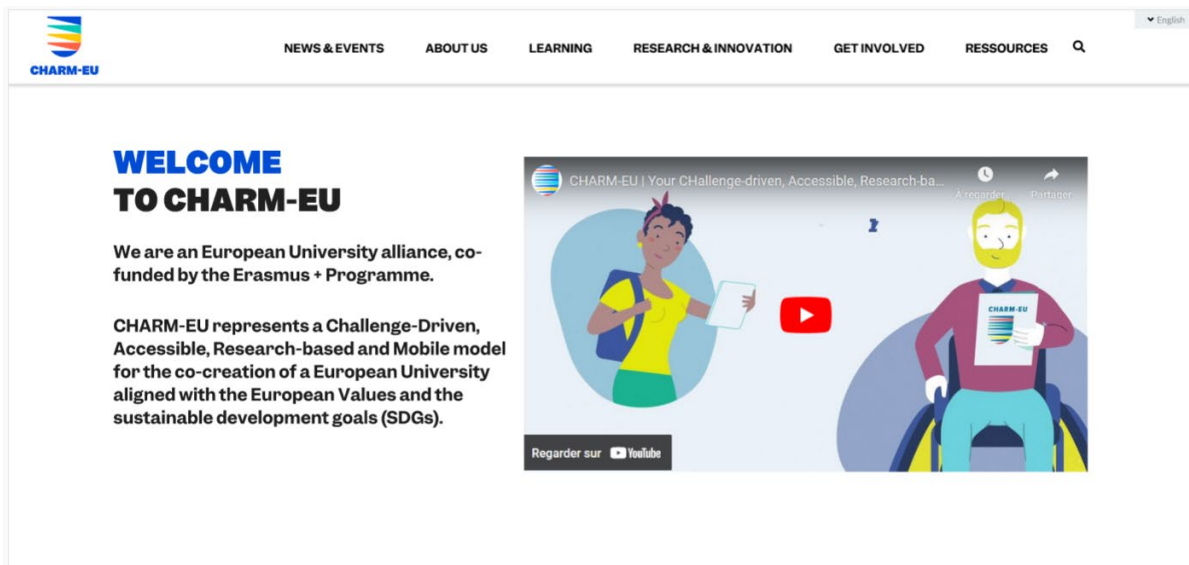 English
CHARM-EU
NEWS & EVENTS ABOUT US LEARNING RESEARCH & INNOVATION GET INVOLVED RESSOURCES
WELCOME
TO CHARM-EU
We are an European University alliance, co-
funded by the Erasmus + Programme.
CHARM-EU represents a Challenge-Driven,
Accessible, Research-based and Mobile model
for the co-creation of a European University
aligned with the European Values and the
sustainable development goals (SDGs).
CHARM-EU | Your CHallenge-driven, Accessible, Research-ba...
À regarder... Partager
CHARM-EU
Regarder sur YouTube